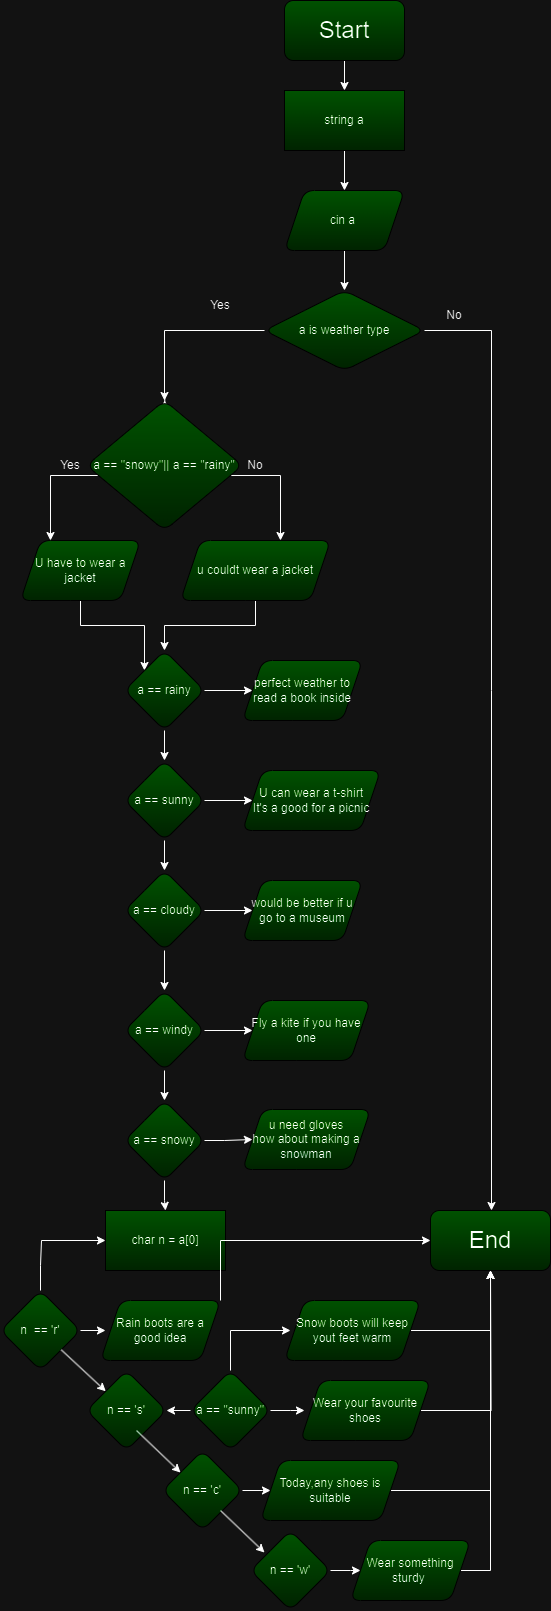 Start
string a
cin a
a is weather type
Yes
No
a == "snowy"|| a == "rainy"
Yes
No
U have to wear a
jacket
u couldt wear a jacket
a == rainy
perfect weather to
read a book inside
a == sunny
U can wear a t-shirt
It's a good for a picnic
a == cloudy
would be better if u
go to a museum
a == windy
Fly a kite if you have
one
a == snowy
u need gloves
how about making a
snowman
char n = a[0]
End
n == 'r'
Rain boots are a
good idea
Snow boots will keep
yout feet warm
n == 's'
a == "sunny"
Wear your favourite
shoes
n == 'c'
Today,any shoes is
suitable
n == 'w'
Wear something
sturdy